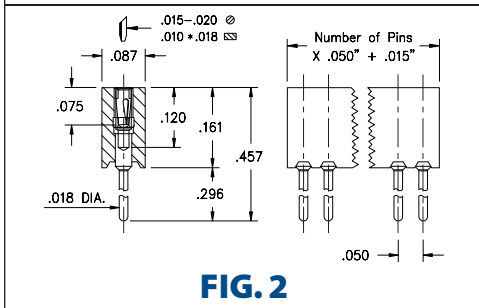 .015–.020 ⌀
.010 * .018 ▨
.087
.075
.120
.161
.457
.296
.018 DIA.
Number of Pins
X .050" + .015"
.050
FIG. 2